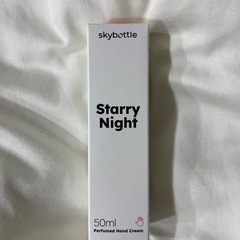 skybottle
Starry
Night
50ml
Perfumed Hand Cream